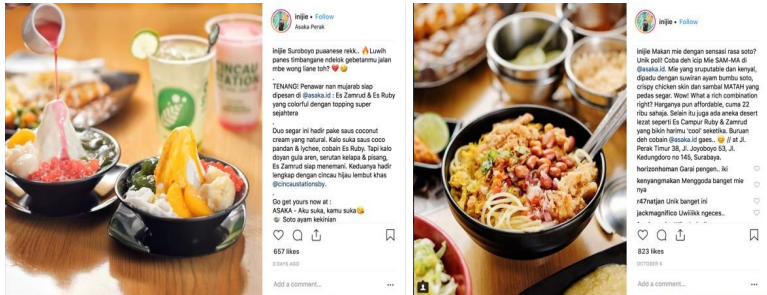 CINCAU
STATION
inijie • Follow
Asaka Perak
inijie Suroboyo puaanese rekk.. 🔥Luwih
panes timbangane ndelok gebetanmu jalan
mbe wong liane toh? 💔🤣
.
TENANG! Penawar nan mujarab siap
dipesan di @asaka.id : Es Zamrud & Es Ruby
yang colorful dengan topping super
sejahtera
.
Duo segar ini hadir pake saus coconut
cream yang natural. Kalo suka saus coco
pandan & lychee, cobain Es Ruby. Tapi kalo
doyan gula aren, serutan kelapa & pisang,
Es Zamrud siap menemani. Keduanya hadir
lengkap dengan cincau hijau lembut khas
@cincaustationsby.
.
Go get yours now at :
ASAKA - Aku suka, kamu suka😘
Soto ayam kekinian
657 likes
2 DAYS AGO
Add a comment...
inijie • Follow
inijie Makan mie dengan sensasi rasa soto?
Unik poll! Coba deh icip Mie SAM-MA di
@asaka.id. Mie yang sruputable dan kenyal,
dipadu dengan suwiran ayam bumbu soto,
crispy chicken skin dan sambal MATAH yang
pedas segar. Wow! What a rich combination
right? Harganya pun affordable, cuma 22
ribu sahaja. Selain itu juga ada aneka desert
lezat seperti Es Campur Ruby & Zamrud
yang bikin harimu 'cool' seketika. Buruan
deh cobain @asaka.id gaes.. 😊 // at Jl.
Perak Timur 38, Jl. Joyoboyo 53, Jl.
Kedungdoro no 145, Surabaya.
horizonhoman Garai pengen.. iki
kenyangmakan Menggoda banget mie
nya
r47natjan Unik banget ini
jackmagnifico Uwiiikk ngeces..
823 likes
OCTOBER 6
Add a comment...